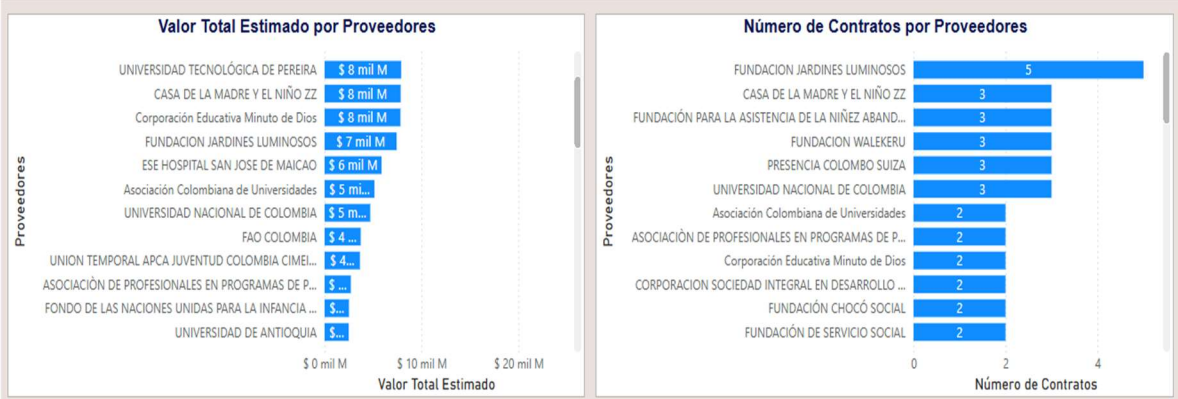 Valor Total Estimado por Proveedores
Proveedores
UNIVERSIDAD TECNOLÓGICA DE PEREIRA $ 8 mil M
CASA DE LA MADRE Y EL NIÑO ZZ $ 8 mil M
Corporación Educativa Minuto de Dios $ 8 mil M
FUNDACION JARDINES LUMINOSOS $ 7 mil M
ESE HOSPITAL SAN JOSE DE MAICAO $ 6 mil M
Asociación Colombiana de Universidades $ 5 mi...
UNIVERSIDAD NACIONAL DE COLOMBIA $ 5 m...
FAO COLOMBIA $ 4 ...
UNION TEMPORAL APCA JUVENTUD COLOMBIA CIMEI... $ 4...
ASOCIACIÒN DE PROFESIONALES EN PROGRAMAS DE P... $ ...
FONDO DE LAS NACIONES UNIDAS PARA LA INFANCIA ... $...
UNIVERSIDAD DE ANTIOQUIA $...
$ 0 mil M $ 10 mil M $ 20 mil M
Valor Total Estimado
Número de Contratos por Proveedores
Proveedores
FUNDACION JARDINES LUMINOSOS 5
CASA DE LA MADRE Y EL NIÑO ZZ 3
FUNDACIÓN PARA LA ASISTENCIA DE LA NIÑEZ ABAND... 3
FUNDACION WALEKERU 3
PRESENCIA COLOMBO SUIZA 3
UNIVERSIDAD NACIONAL DE COLOMBIA 3
Asociación Colombiana de Universidades 2
ASOCIACIÒN DE PROFESIONALES EN PROGRAMAS DE P... 2
Corporación Educativa Minuto de Dios 2
CORPORACION SOCIEDAD INTEGRAL EN DESARROLLO ... 2
FUNDACIÓN CHOCÓ SOCIAL 2
FUNDACIÓN DE SERVICIO SOCIAL 2
0 2 4
Número de Contratos